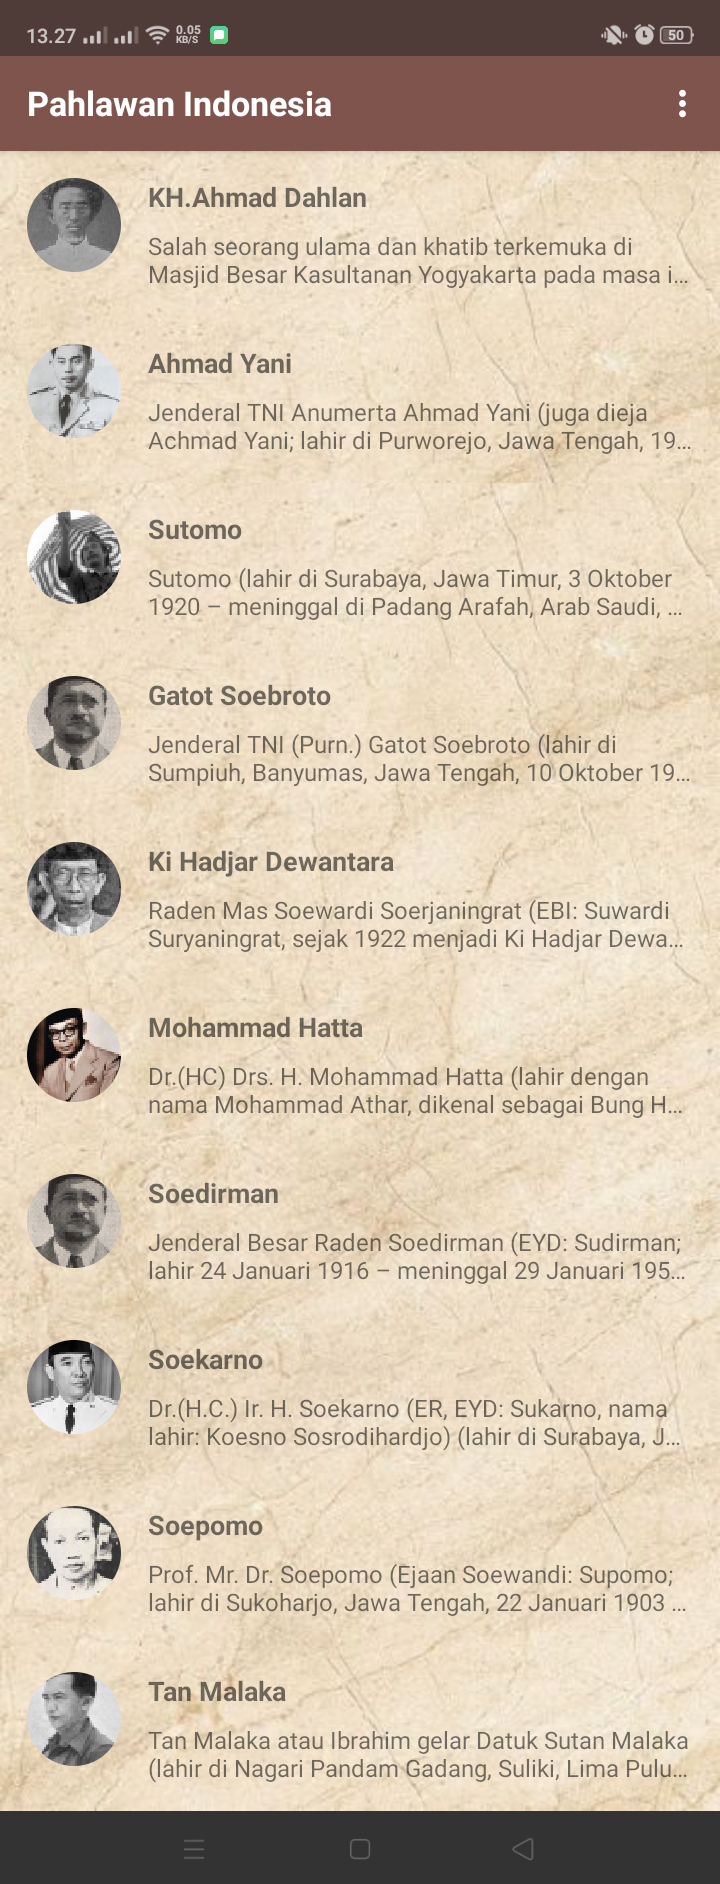 13.27 0.05 KB/S 50
Pahlawan Indonesia
KH.Ahmad Dahlan
Salah seorang ulama dan khatib terkemuka di
Masjid Besar Kasultanan Yogyakarta pada masa i...
Ahmad Yani
Jenderal TNI Anumerta Ahmad Yani (juga dieja
Achmad Yani; lahir di Purworejo, Jawa Tengah, 19...
Sutomo
Sutomo (lahir di Surabaya, Jawa Timur, 3 Oktober
1920 – meninggal di Padang Arafah, Arab Saudi, ...
Gatot Soebroto
Jenderal TNI (Purn.) Gatot Soebroto (lahir di
Sumpiuh, Banyumas, Jawa Tengah, 10 Oktober 19...
Ki Hadjar Dewantara
Raden Mas Soewardi Soerjaningrat (EBI: Suwardi
Suryaningrat, sejak 1922 menjadi Ki Hadjar Dewa...
Mohammad Hatta
Dr.(HC) Drs. H. Mohammad Hatta (lahir dengan
nama Mohammad Athar, dikenal sebagai Bung H...
Soedirman
Jenderal Besar Raden Soedirman (EYD: Sudirman;
lahir 24 Januari 1916 – meninggal 29 Januari 195...
Soekarno
Dr.(H.C.) Ir. H. Soekarno (ER, EYD: Sukarno, nama
lahir: Koesno Sosrodihardjo) (lahir di Surabaya, J...
Soepomo
Prof. Mr. Dr. Soepomo (Ejaan Soewandi: Supomo;
lahir di Sukoharjo, Jawa Tengah, 22 Januari 1903 ...
Tan Malaka
Tan Malaka atau Ibrahim gelar Datuk Sutan Malaka
(lahir di Nagari Pandam Gadang, Suliki, Lima Pulu...